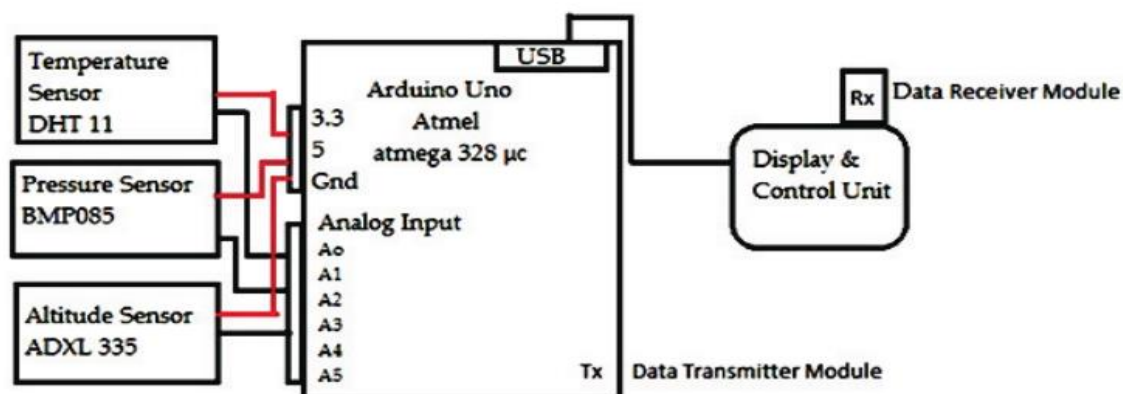 Temperature
Sensor
DHT 11
Pressure Sensor
BMP085
Altitude Sensor
ADXL 335
USB
Arduino Uno
Atmel
atmega 328 µc
3.3
5
Gnd
Analog Input
Ao
A1
A2
A3
A4
A5
Tx
Data Transmitter Module
Rx
Data Receiver Module
Display &
Control Unit